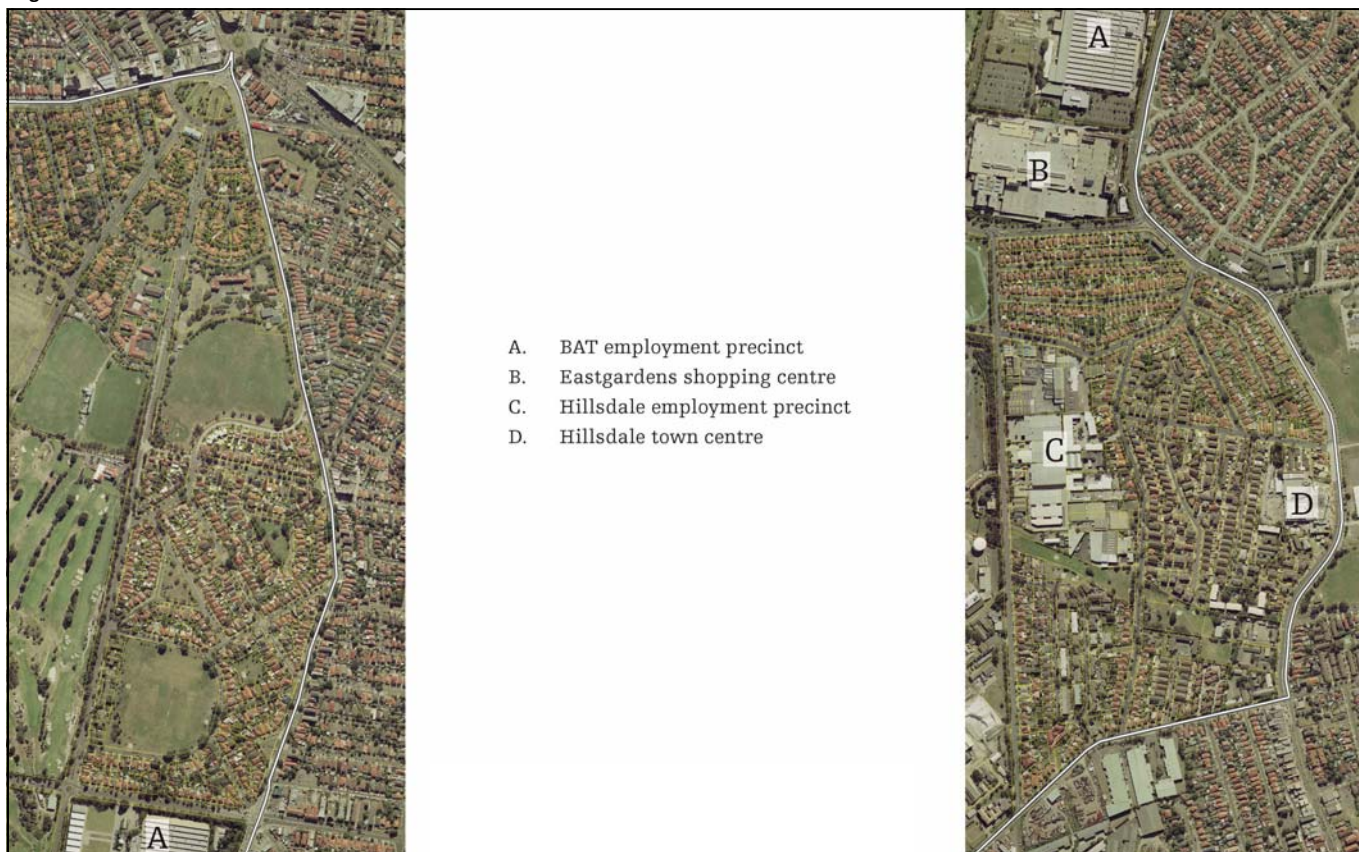 A
A. BAT employment precinct
B. Eastgardens shopping centre
C. Hillsdale employment precinct
D. Hillsdale town centre
A
B
C
D